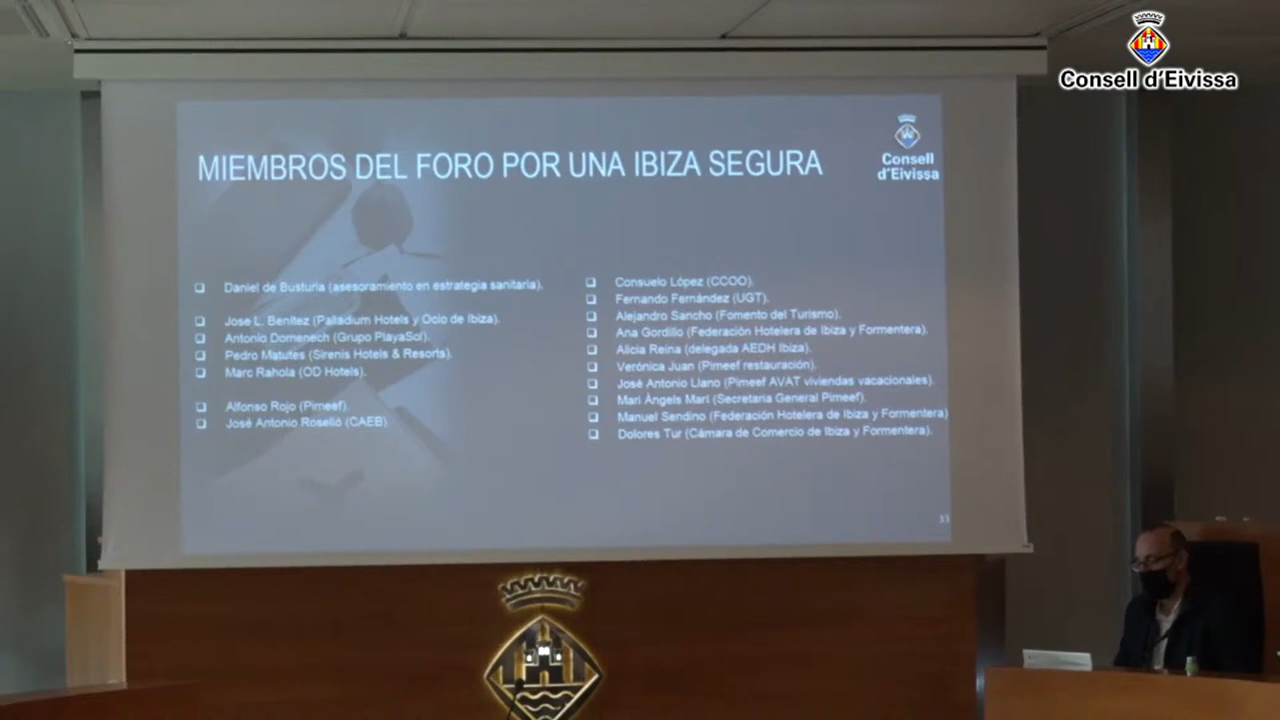 Consell d'Eivissa
MIEMBROS DEL FORO POR UNA IBIZA SEGURA
Consell
d'Eivissa
Daniel de Busturia (asesoramiento en estrategia sanitaria).
Jose L. Benítez (Palladium Hotels y Ocio de Ibiza).
Antonio Domenech (Grupo PlayaSol).
Pedro Matutes (Sirenis Hotels & Resorts).
Marc Rahola (OD Hotels).
Alfonso Rojo (Pimeef).
José Antonio Roselló (CAEB).
Consuelo López (CCOO).
Fernando Fernández (UGT).
Alejandro Sancho (Fomento del Turismo).
Ana Gordillo (Federación Hotelera de Ibiza y Formentera).
Alicia Reina (delegada AEDH Ibiza).
Verónica Juan (Pimeef restauración).
José Antonio Llano (Pimeef AVAT viviendas vacacionales).
Mari Àngels Marí (Secretaria General Pimeef).
Manuel Sendino (Federación Hotelera de Ibiza y Formentera)
Dolores Tur (Cámara de Comercio de Ibiza y Formentera).
33